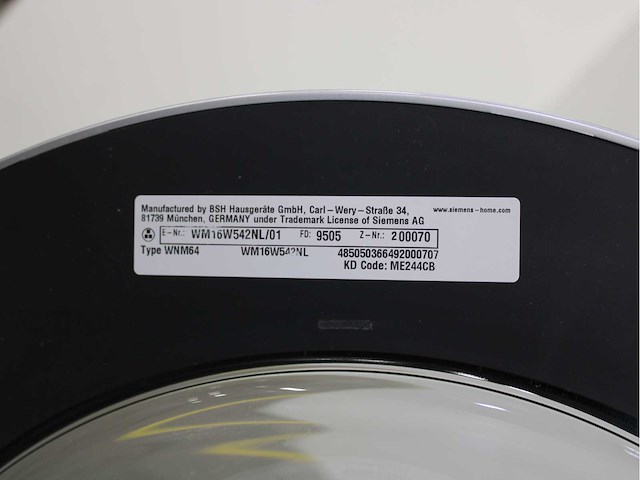 Manufactured by BSH Hausgeräte GmbH, Carl-Wery-Straße 34, www.siemens-home.com
81739 München, GERMANY under Trademark License of Siemens AG
E-Nr.: WM16W542NL/01 FD: 9505 Z-Nr.: 200070
Type WNM64 WM16W542NL 485050366492000707
KD Code: ME244CB